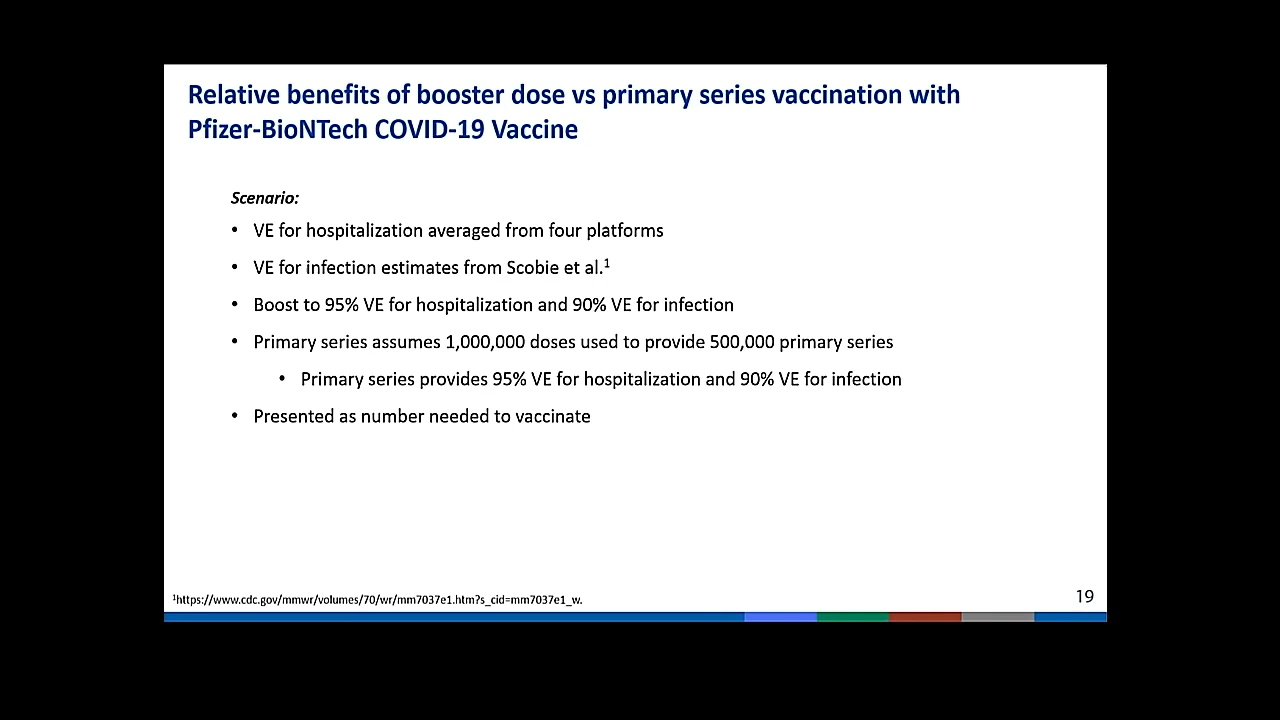 Relative benefits of booster dose vs primary series vaccination with
Pfizer-BioNTech COVID-19 Vaccine
Scenario:
• VE for hospitalization averaged from four platforms
• VE for infection estimates from Scobie et al.¹
• Boost to 95% VE for hospitalization and 90% VE for infection
• Primary series assumes 1,000,000 doses used to provide 500,000 primary series
• Primary series provides 95% VE for hospitalization and 90% VE for infection
• Presented as number needed to vaccinate
¹https://www.cdc.gov/mmwr/volumes/70/wr/mm7037e1.htm?s_cid=mm7037e1_w.
19